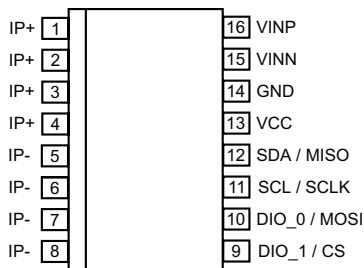 IP+ 1 16 VINP
IP+ 2 15 VINN
IP+ 3 14 GND
IP+ 4 13 VCC
IP- 5 12 SDA / MISO
IP- 6 11 SCL / SCLK
IP- 7 10 DIO_0 / MOSI
IP- 8 9 DIO_1 / CS